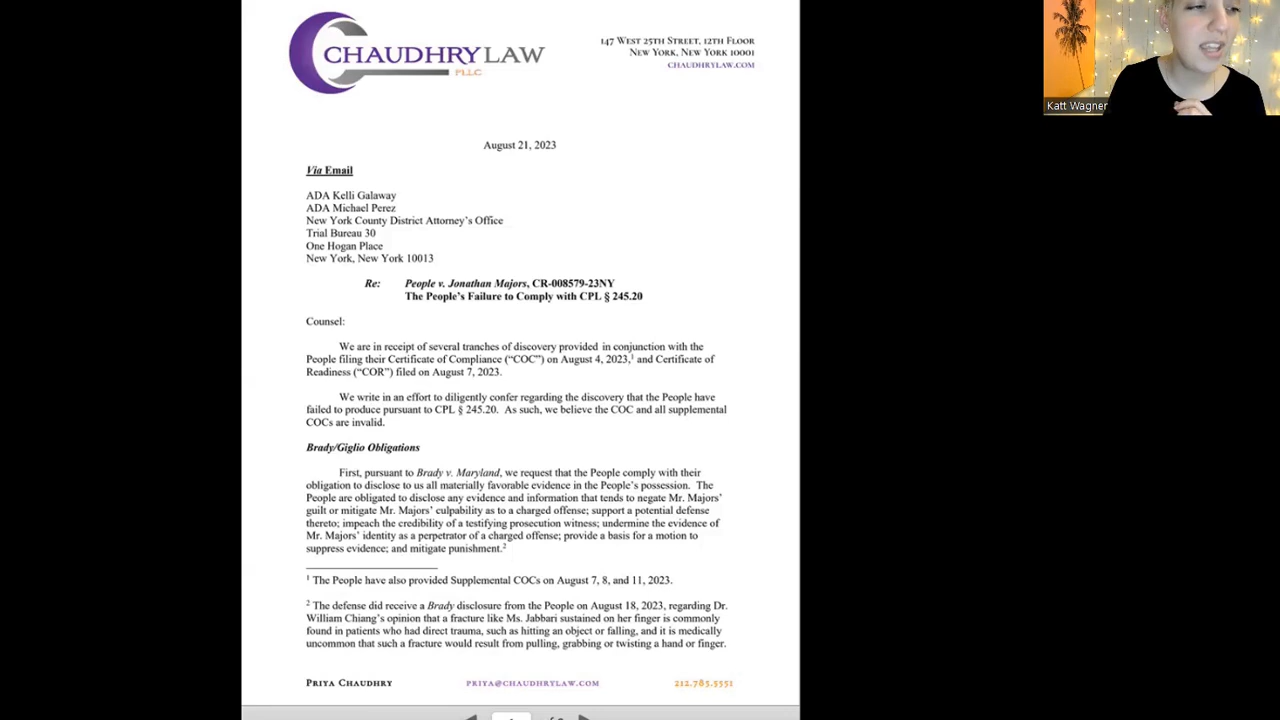 CHAUDHRY LAW
PLLC
147 WEST 25TH STREET, 12TH FLOOR
NEW YORK, NEW YORK 10001
CHAUDHRYLAW.COM
Katt Wagner
August 21, 2023
Via Email
ADA Kelli Galaway
ADA Michael Perez
New York County District Attorney's Office
Trial Bureau 30
One Hogan Place
New York, New York 10013
Re: People v. Jonathan Majors, CR-008579-23NY
The People's Failure to Comply with CPL § 245.20
Counsel:
We are in receipt of several tranches of discovery provided in conjunction with the
People filing their Certificate of Compliance ("COC") on August 4, 2023,¹ and Certificate of
Readiness ("COR") filed on August 7, 2023.
We write in an effort to diligently confer regarding the discovery that the People have
failed to produce pursuant to CPL § 245.20. As such, we believe the COC and all supplemental
COCs are invalid.
Brady/Giglio Obligations
First, pursuant to Brady v. Maryland, we request that the People comply with their
obligation to disclose to us all materially favorable evidence in the People's possession. The
People are obligated to disclose any evidence and information that tends to negate Mr. Majors'
guilt or mitigate Mr. Majors' culpability as to a charged offense; support a potential defense
thereto; impeach the credibility of a testifying prosecution witness; undermine the evidence of
Mr. Majors' identity as a perpetrator of a charged offense; provide a basis for a motion to
suppress evidence; and mitigate punishment.²
¹ The People have also provided Supplemental COCs on August 7, 8, and 11, 2023.
² The defense did receive a Brady disclosure from the People on August 18, 2023, regarding Dr.
William Chiang's opinion that a fracture like Ms. Jabbari sustained on her finger is commonly
found in patients who had direct trauma, such as hitting an object or falling, and it is medically
uncommon that such a fracture would result from pulling, grabbing or twisting a hand or finger.
PRIYA CHAUDHRY PRIYA@CHAUDHRYLAW.COM 212.785.5551